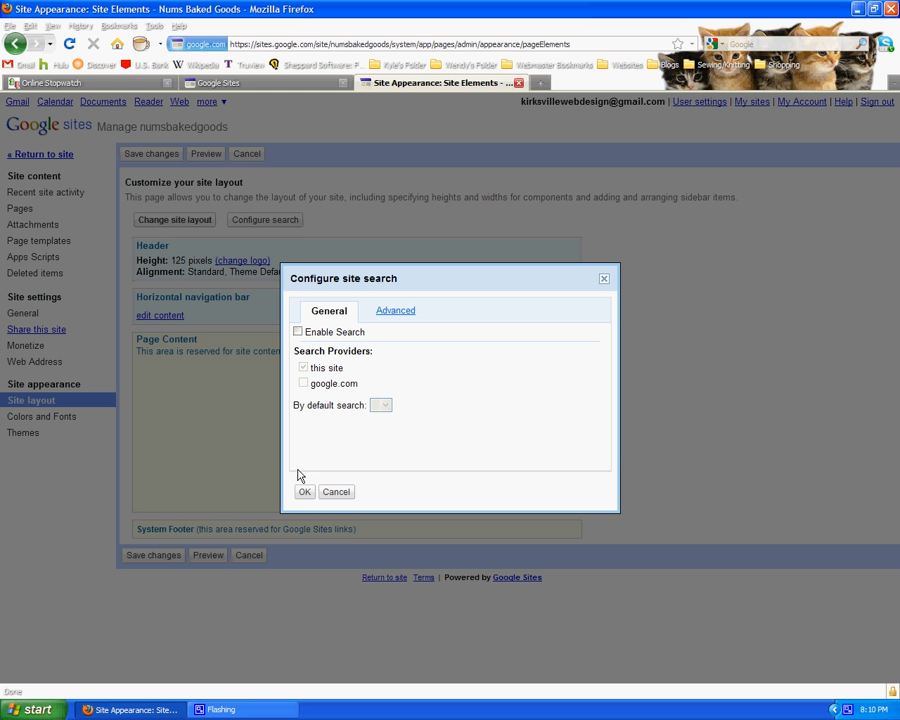 Site Appearance: Site Elements - Nums Baked Goods - Mozilla Firefox
File Edit View History Bookmarks Tools Help
google.com https://sites.google.com/site/numsbakedgoods/system/app/pages/admin/appearance/pageElements Google
Gmail Hulu Discover U.S. Bank Wikipedia Truview Sheppard Software: F... Kyle's Folder Wendy's Folder Webmaster Bookmarks Websites Blogs Sewing/Knitting Shopping
Online Stopwatch Google Sites Site Appearance: Site Elements - ...
Gmail Calendar Documents Reader Web more ▼ kirksvillewebdesign@gmail.com | User settings | My sites | My Account | Help | Sign out
Google sites Manage numsbakedgoods
« Return to site
Site content
Recent site activity
Pages
Attachments
Page templates
Apps Scripts
Deleted items
Site settings
General
Share this site
Monetize
Web Address
Site appearance
Site layout
Colors and Fonts
Themes
Save changes Preview Cancel
Customize your site layout
This page allows you to change the layout of your site, including specifying heights and widths for components and adding and arranging sidebar items.
Change site layout Configure search
Header
Height: 125 pixels (change logo)
Alignment: Standard, Theme Defa
Horizontal navigation bar
edit content
Page Content
This area is reserved for site conten
Configure site search
General Advanced
Enable Search
Search Providers:
this site
google.com
By default search:
OK Cancel
System Footer (this area reserved for Google Sites links)
Save changes Preview Cancel
Return to site Terms | Powered by Google Sites
Done
start Site Appearance: Site... Flashing 8:10 PM